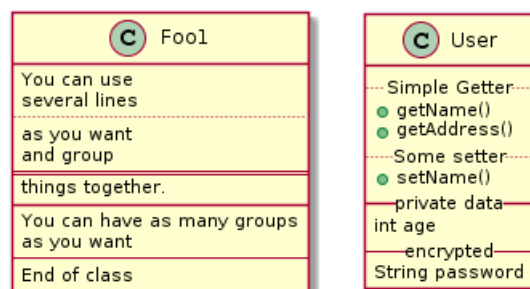 C Foo1
You can use
several lines
as you want
and group
things together.
You can have as many groups
as you want
End of class
C User
Simple Getter
getName()
getAddress()
Some setter
setName()
private data
int age
encrypted
String password